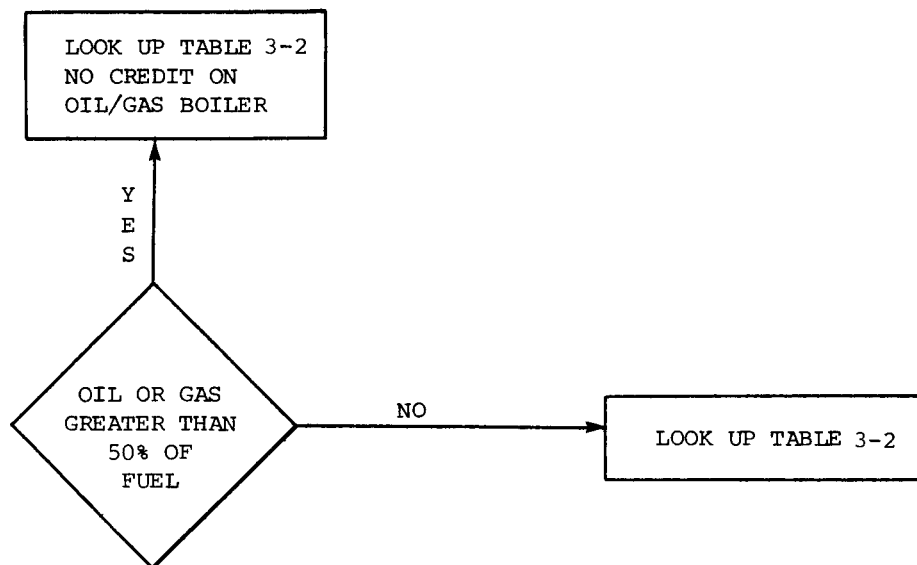 LOOK UP TABLE 3-2
NO CREDIT ON
OIL/GAS BOILER
Y
E
S
OIL OR GAS
GREATER THAN
50% OF
FUEL
NO
LOOK UP TABLE 3-2